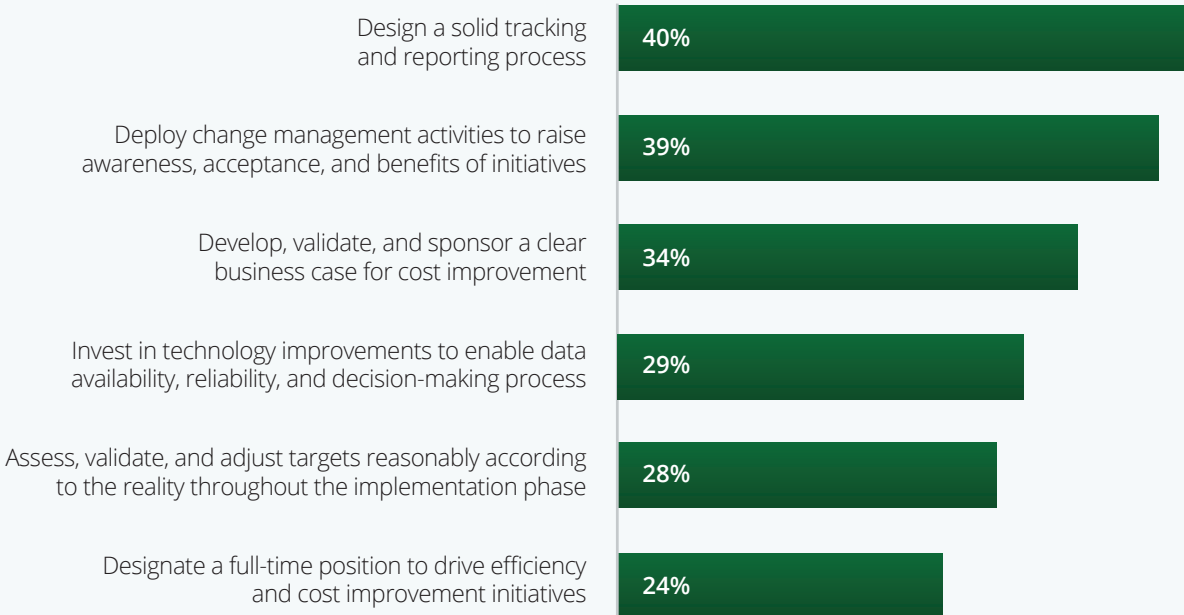 Design a solid tracking
and reporting process
40%
Deploy change management activities to raise
awareness, acceptance, and benefits of initiatives
39%
Develop, validate, and sponsor a clear
business case for cost improvement
34%
Invest in technology improvements to enable data
availability, reliability, and decision-making process
29%
Assess, validate, and adjust targets reasonably according
to the reality throughout the implementation phase
28%
Designate a full-time position to drive efficiency
and cost improvement initiatives
24%